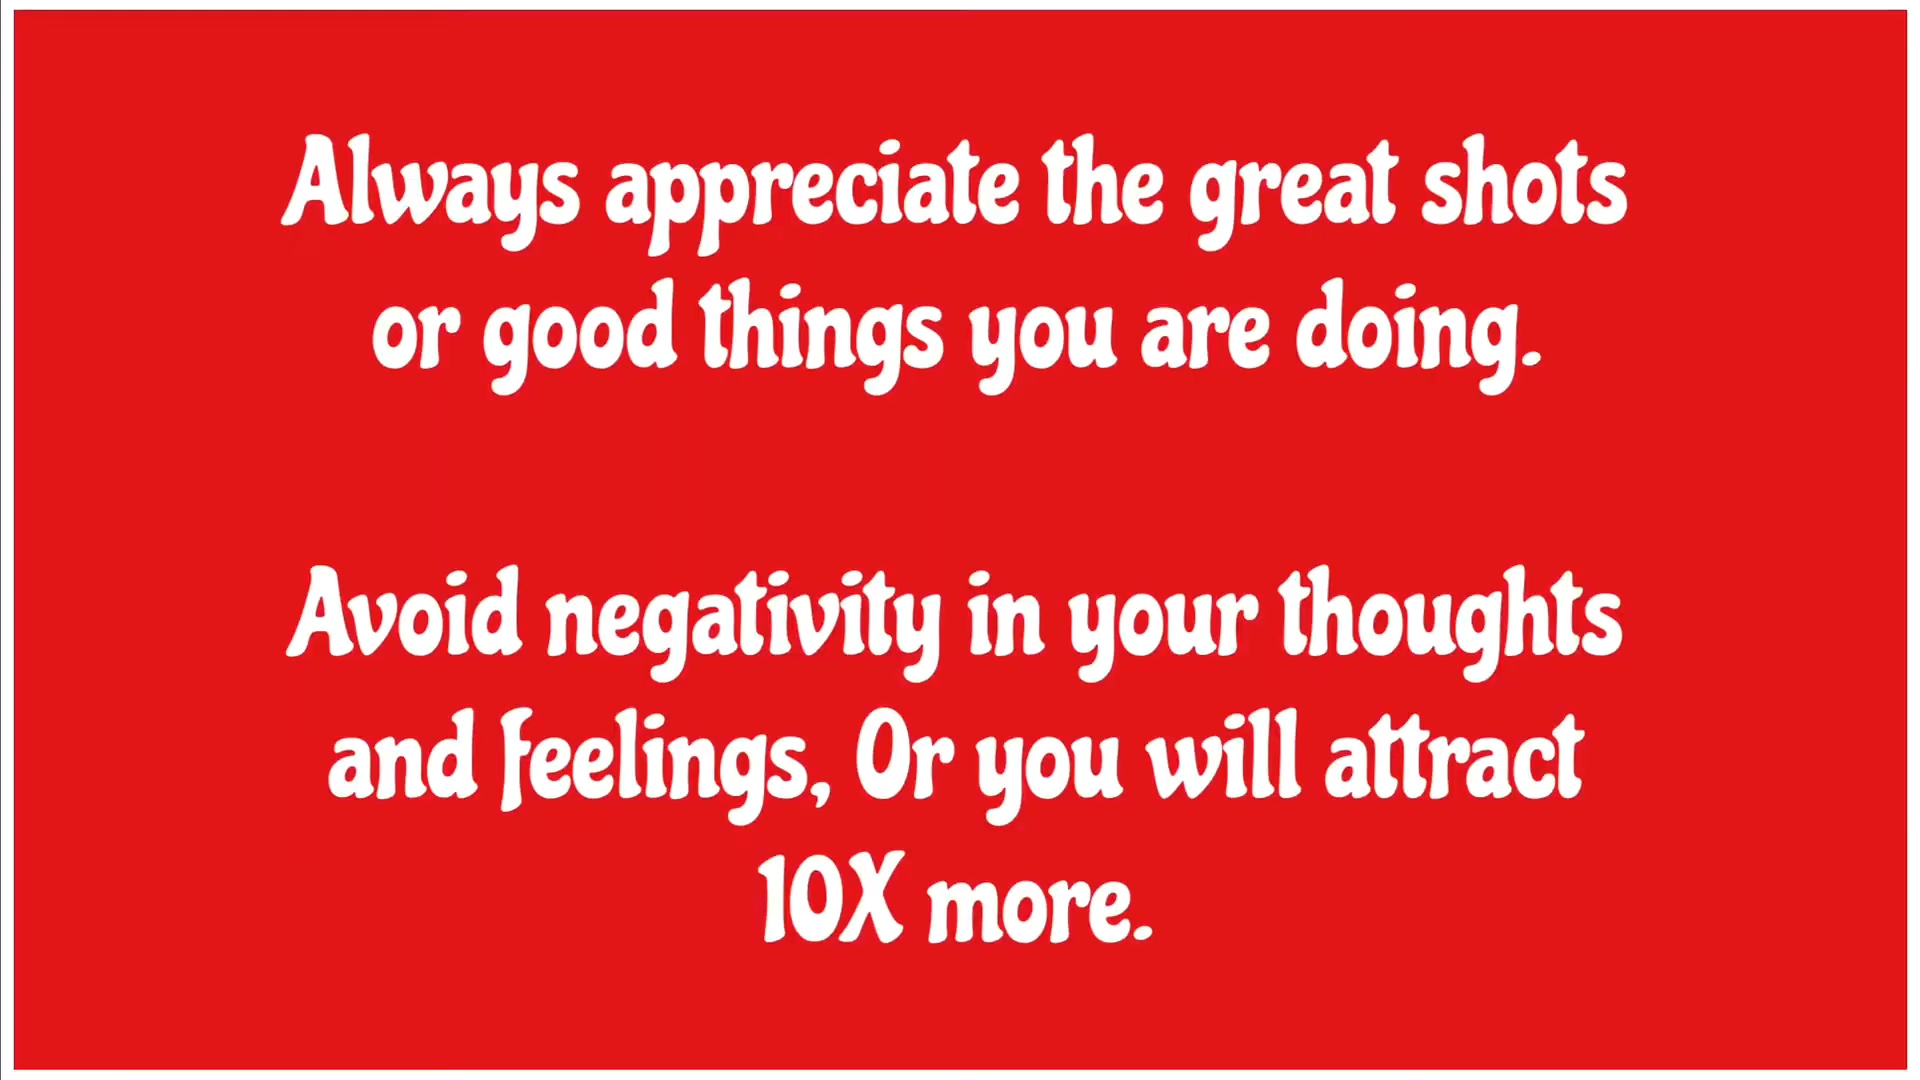 Always appreciate the great shots
or good things you are doing.
Avoid negativity in your thoughts
and feelings, Or you will attract
10X more.